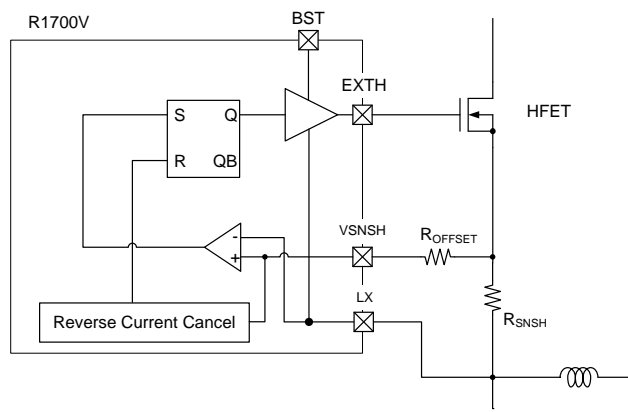 R1700V
BST
EXTH
HFET
S
Q
R
QB
VSNSH
ROFFSET
-
+
LX
RSNSH
Reverse Current Cancel